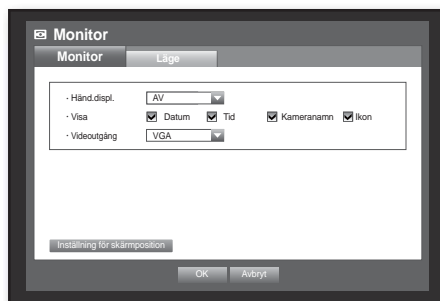 Monitor
Monitor Läge
· Händ.displ. AV
· Visa Datum Tid Kameranamn Ikon
· Videoutgång VGA
Inställning för skärmposition
OK Avbryt